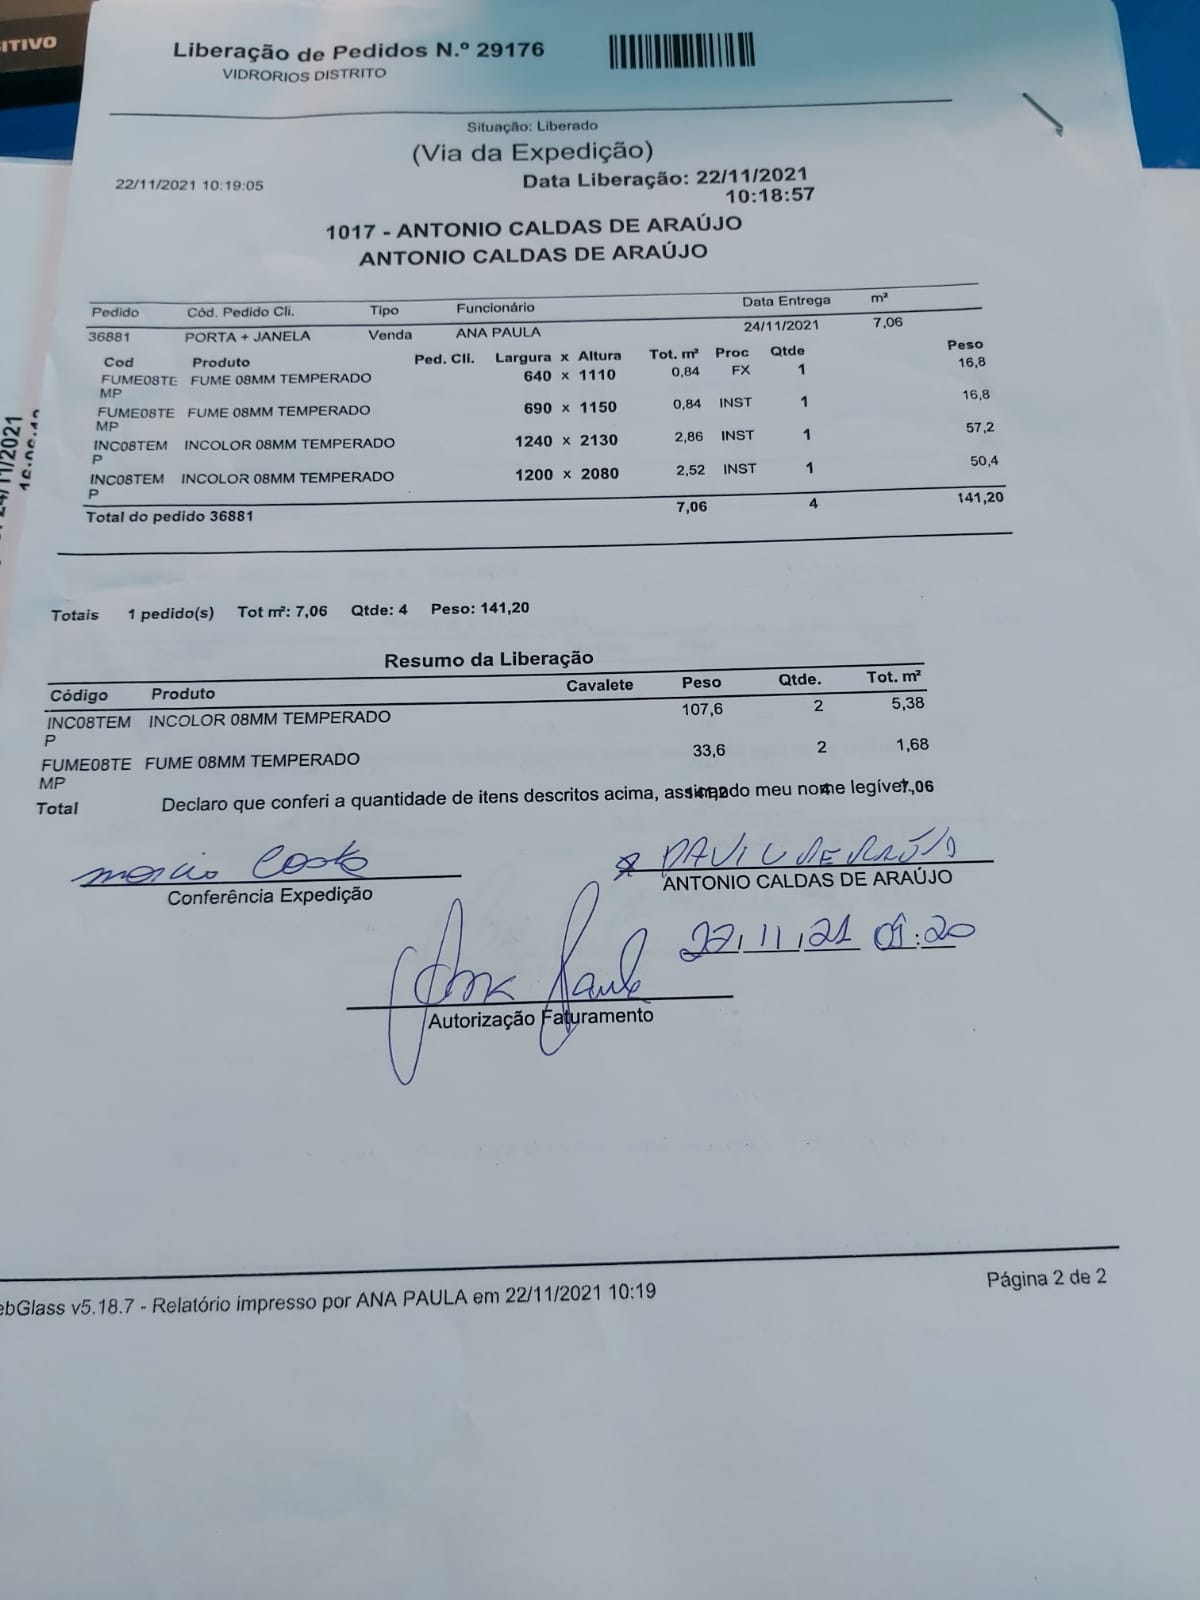 ITIVO
Liberação de Pedidos N.º 29176
VIDRORIOS DISTRITO
Situação: Liberado
(Via da Expedição)
22/11/2021 10:19:05
Data Liberação: 22/11/2021
10:18:57
1017 - ANTONIO CALDAS DE ARAÚJO
ANTONIO CALDAS DE ARAÚJO
Pedido Cód. Pedido Cli. Tipo Funcionário Data Entrega m²
36881 PORTA + JANELA Venda ANA PAULA 24/11/2021 7,06
Cod Produto Ped. Cli. Largura x Altura Tot. m² Proc Qtde Peso
FUME08TE FUME 08MM TEMPERADO 640 x 1110 0,84 FX 1 16,8
MP
FUME08TE FUME 08MM TEMPERADO 690 x 1150 0,84 INST 1 16,8
MP
INC08TEM INCOLOR 08MM TEMPERADO 1240 x 2130 2,86 INST 1 57,2
P
INC08TEM INCOLOR 08MM TEMPERADO 1200 x 2080 2,52 INST 1 50,4
P
Total do pedido 36881 7,06 4 141,20
Totais 1 pedido(s) Tot m²: 7,06 Qtde: 4 Peso: 141,20
Resumo da Liberação
Código Produto Cavalete Peso Qtde. Tot. m²
INC08TEM INCOLOR 08MM TEMPERADO 107,6 2 5,38
P
FUME08TE FUME 08MM TEMPERADO 33,6 2 1,68
MP
Total 141,2 4 7,06
Declaro que conferi a quantidade de itens descritos acima, assinando meu nome legível.
Conferência Expedição
ANTONIO CALDAS DE ARAÚJO
22/11/21
Ana Paula
Autorização Faturamento
ebGlass v5.18.7 - Relatório impresso por ANA PAULA em 22/11/2021 10:19
Página 2 de 2